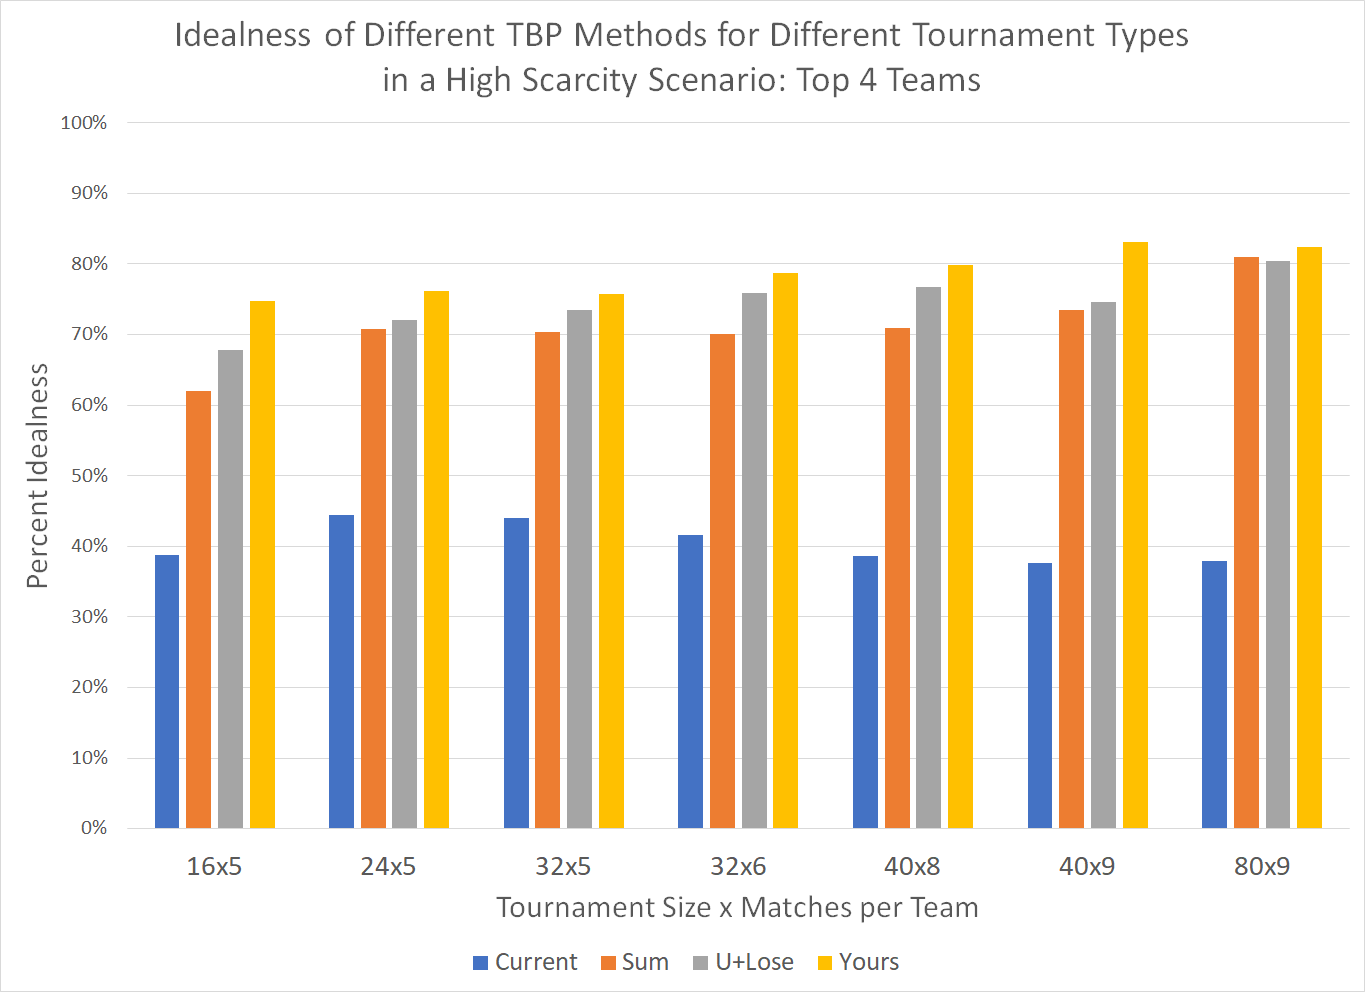 Idealness of Different TBP Methods for Different Tournament Types
in a High Scarcity Scenario: Top 4 Teams
100%
90%
80%
70%
60%
50%
40%
30%
20%
10%
0%
Percent Idealness
16x5 24x5 32x5 32x6 40x8 40x9 80x9
Tournament Size x Matches per Team
Current Sum U+Lose Yours